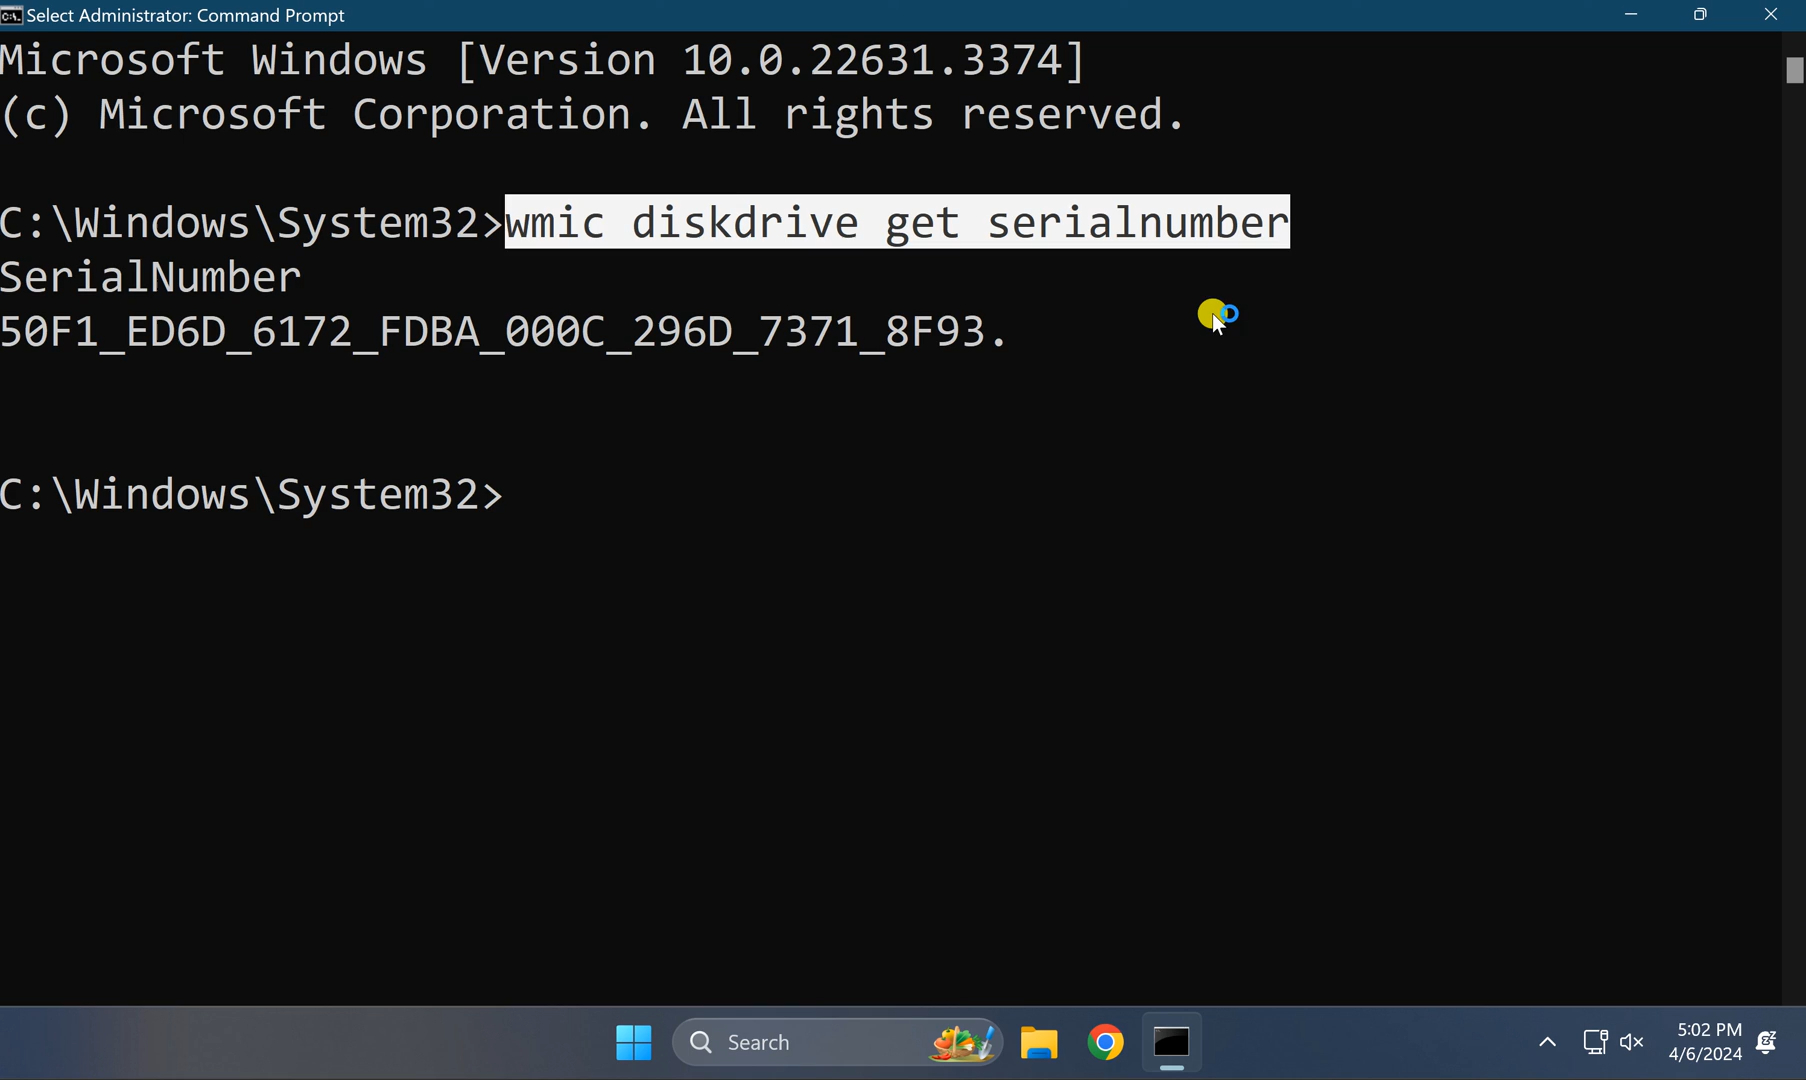 Select Administrator: Command Prompt
Microsoft Windows [Version 10.0.22631.3374]
(c) Microsoft Corporation. All rights reserved.
C:\Windows\System32>wmic diskdrive get serialnumber
SerialNumber
50F1_ED6D_6172_FDBA_000C_296D_7371_8F93.
C:\Windows\System32>
Search
5:02 PM
4/6/2024